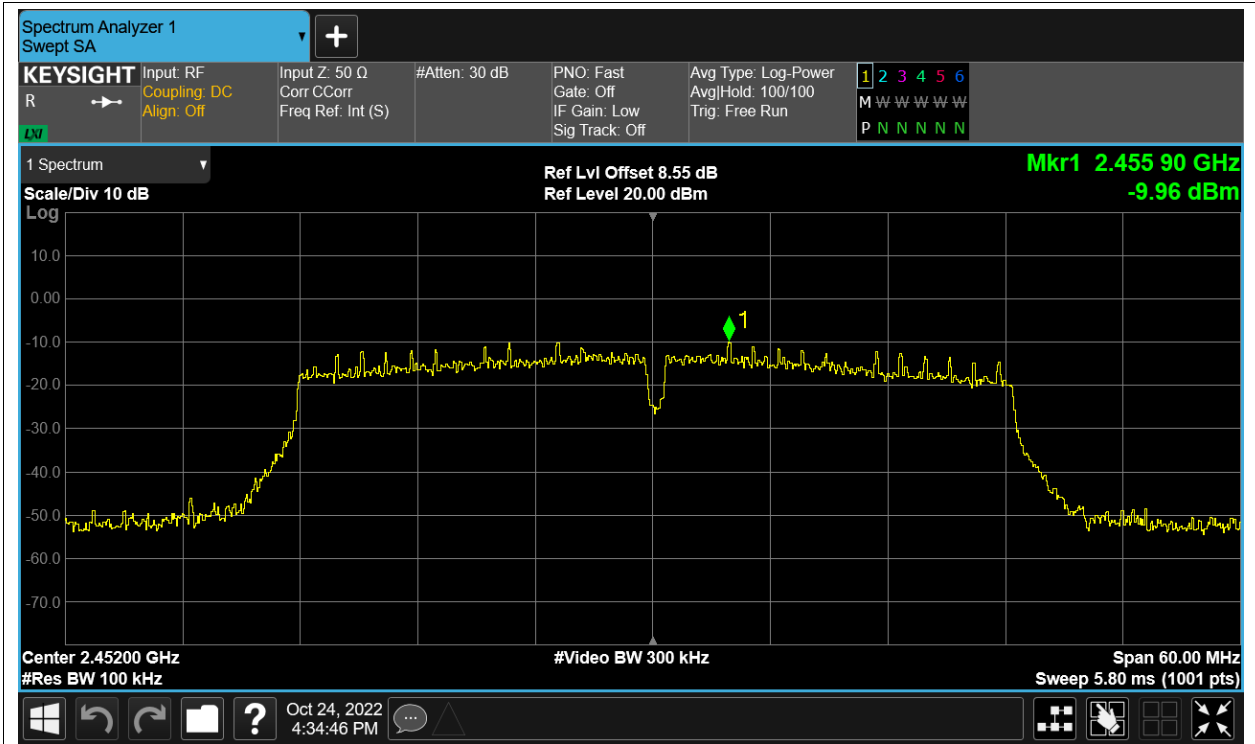 Spectrum Analyzer 1
Swept SA
+
KEYSIGHT
R
LXI
Input: RF
Coupling: DC
Align: Off
Input Z: 50 Ω
Corr CCorr
Freq Ref: Int (S)
#Atten: 30 dB
PNO: Fast
Gate: Off
IF Gain: Low
Sig Track: Off
Avg Type: Log-Power
Avg|Hold: 100/100
Trig: Free Run
1 2 3 4 5 6
M W W W W W
P N N N N N
1 Spectrum
Scale/Div 10 dB
Log
Ref Lvl Offset 8.55 dB
Ref Level 20.00 dBm
Mkr1 2.455 90 GHz
-9.96 dBm
1
10.0
0.00
-10.0
-20.0
-30.0
-40.0
-50.0
-60.0
-70.0
Center 2.45200 GHz
#Res BW 100 kHz
#Video BW 300 kHz
Span 60.00 MHz
Sweep 5.80 ms (1001 pts)
?
Oct 24, 2022
4:34:46 PM